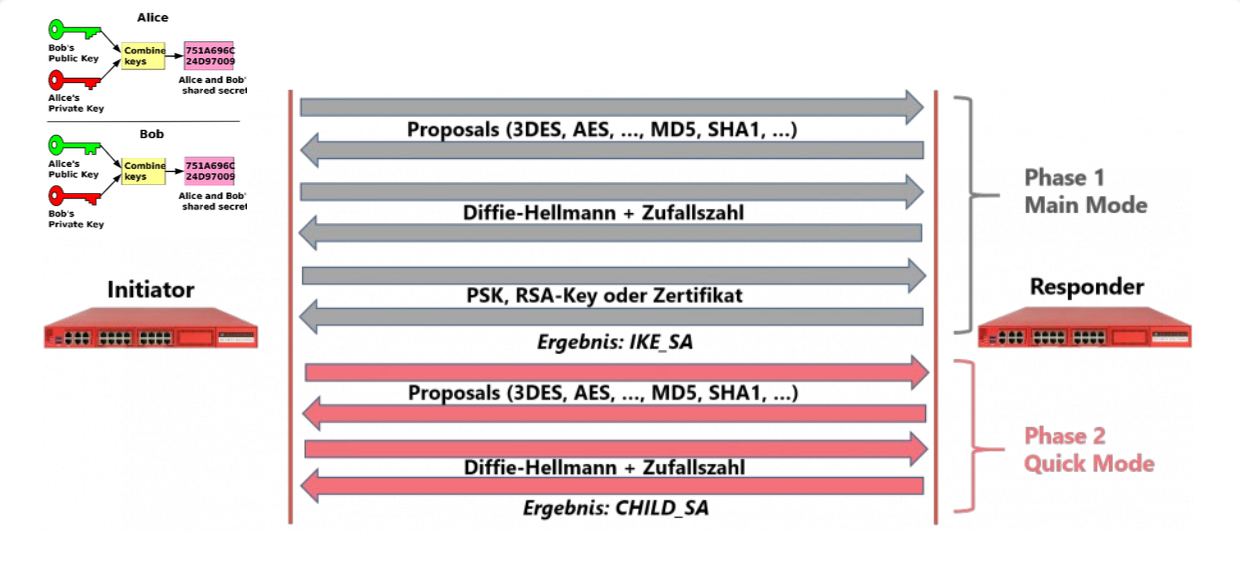 Alice
Bob's
Public Key
Combine
keys
751A696C
24D97009
Alice and Bob'
shared secret
Alice's
Private Key
Bob
Alice's
Public Key
Combine
keys
751A696C
24D97009
Alice and Bob'
shared secret
Bob's
Private Key
Initiator
Proposals (3DES, AES, ..., MD5, SHA1, ...)
Diffie-Hellmann + Zufallszahl
PSK, RSA-Key oder Zertifikat
Ergebnis: IKE_SA
Proposals (3DES, AES, ..., MD5, SHA1, ...)
Diffie-Hellmann + Zufallszahl
Ergebnis: CHILD_SA
Phase 1
Main Mode
Responder
Phase 2
Quick Mode